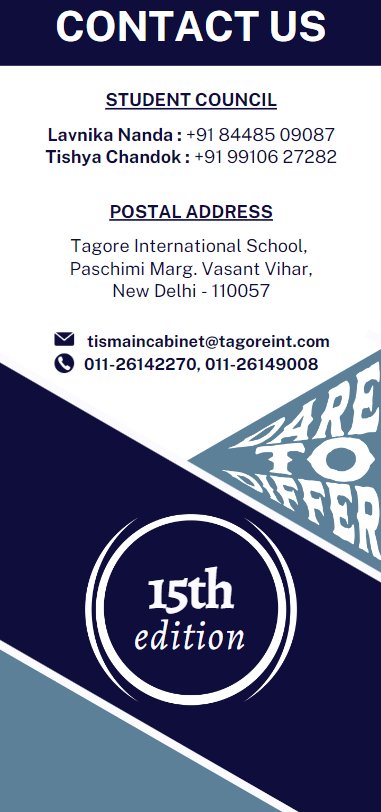 CONTACT US
STUDENT COUNCIL
Lavnika Nanda : +91 84485 09087
Tishya Chandok : +91 99106 27282
POSTAL ADDRESS
Tagore International School,
Paschimi Marg. Vasant Vihar,
New Delhi - 110057
tismaincabinet@tagoreint.com
011-26142270, 011-26149008
DARE
TO
DIFFER
15th
edition